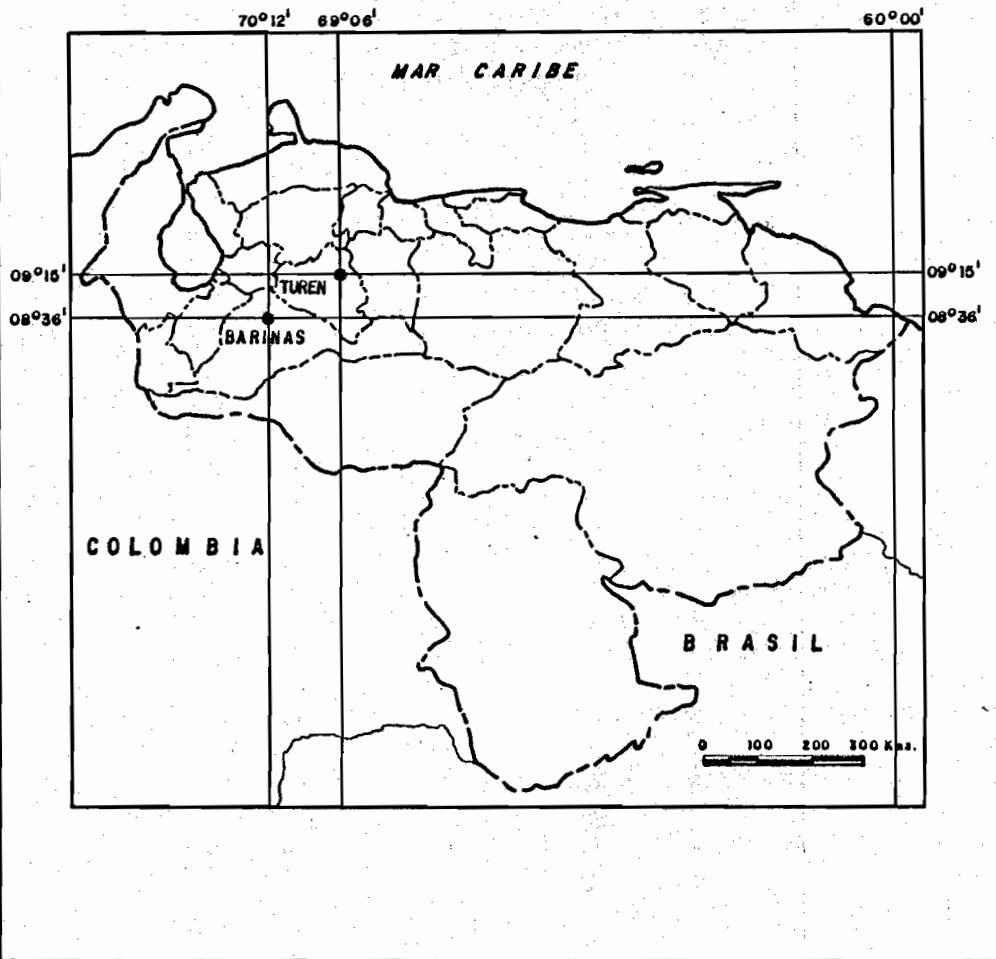 70°12' 69°06' 60°00'
MAR CARIBE
09°15' 09°15'
TUREN
08°36' 08°36'
BARINAS
COLOMBIA
BRASIL
0 100 200 300 Kms.